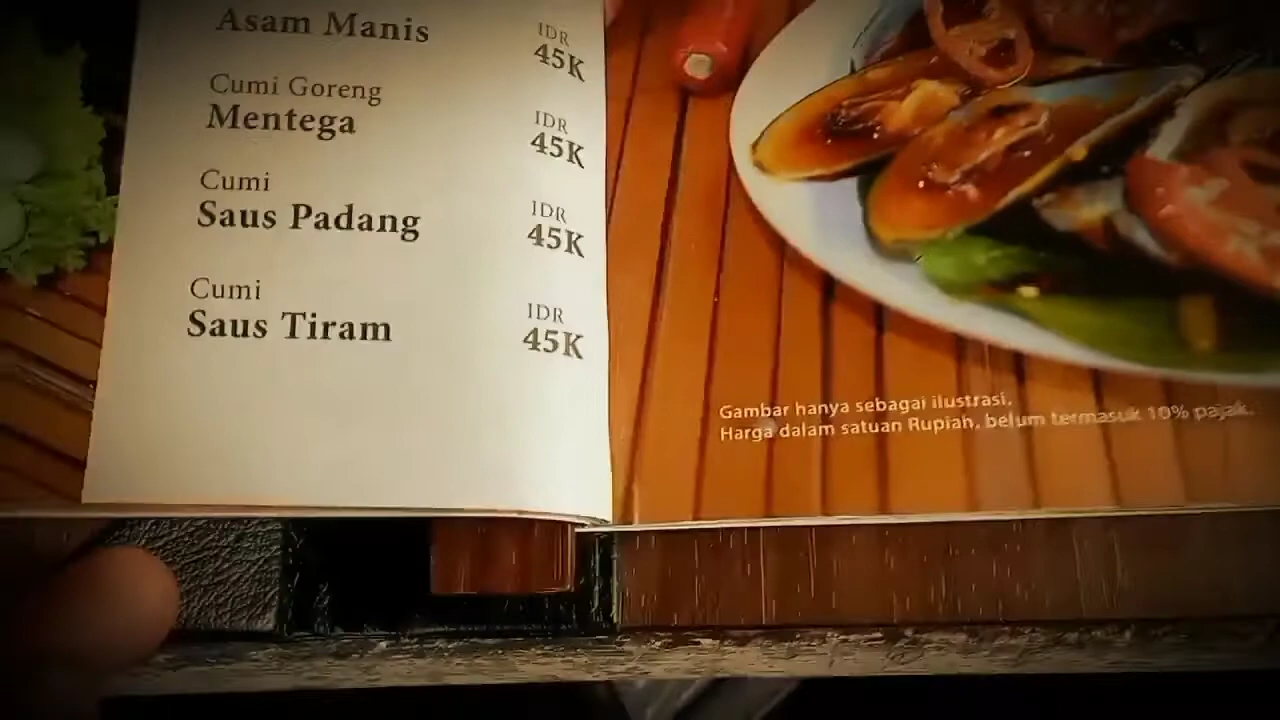 Asam Manis
IDR
45K
Cumi Goreng
Mentega
IDR
45K
Cumi
Saus Padang
IDR
45K
Cumi
Saus Tiram
IDR
45K
Gambar hanya sebagai ilustrasi.
Harga dalam satuan Rupiah, belum termasuk 10% pajak.